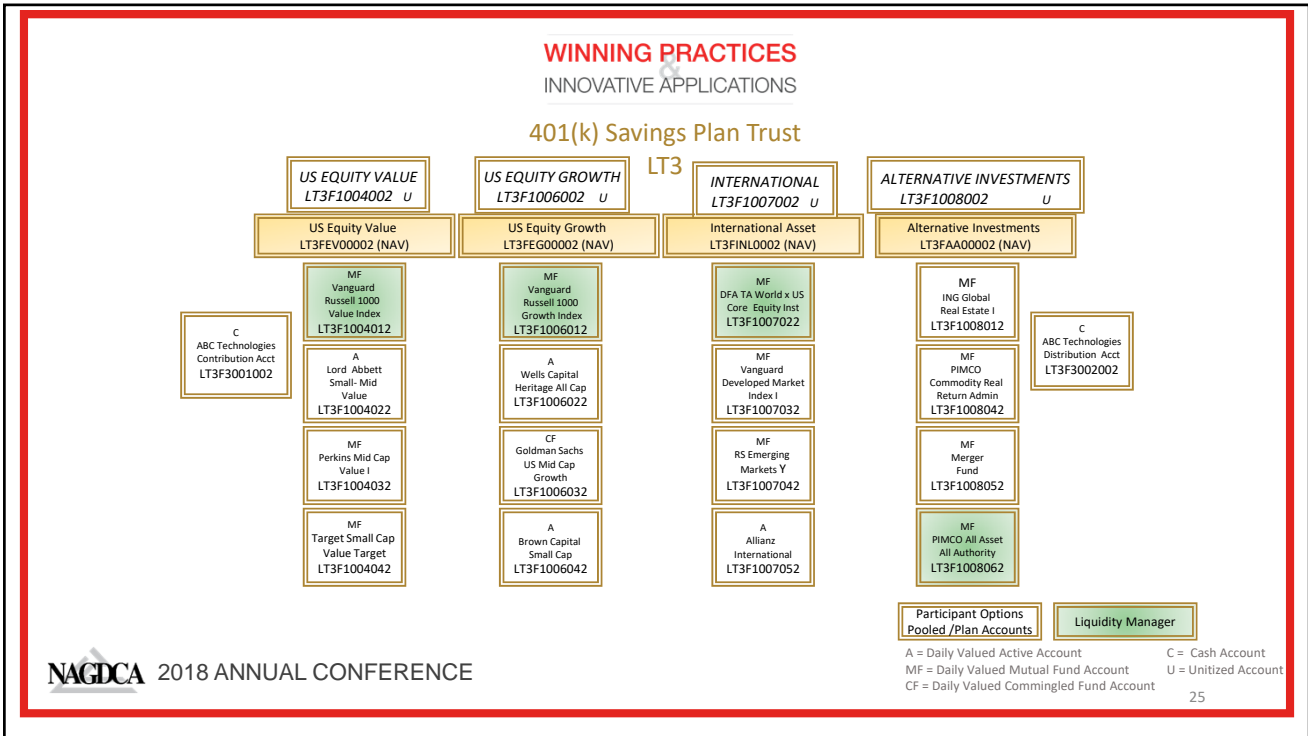 WINNING PRACTICES
&
INNOVATIVE APPLICATIONS
401(k) Savings Plan Trust
LT3
US EQUITY VALUE
LT3F1004002 U
US EQUITY GROWTH
LT3F1006002 U
INTERNATIONAL
LT3F1007002 U
ALTERNATIVE INVESTMENTS
LT3F1008002 U
US Equity Value
LT3FEV00002 (NAV)
US Equity Growth
LT3FEG00002 (NAV)
International Asset
LT3FINL0002 (NAV)
Alternative Investments
LT3FAA00002 (NAV)
C
ABC Technologies
Contribution Acct
LT3F3001002
MF
Vanguard
Russell 1000
Value Index
LT3F1004012
A
Lord Abbett
Small- Mid
Value
LT3F1004022
MF
Perkins Mid Cap
Value I
LT3F1004032
MF
Target Small Cap
Value Target
LT3F1004042
MF
Vanguard
Russell 1000
Growth Index
LT3F1006012
A
Wells Capital
Heritage All Cap
LT3F1006022
CF
Goldman Sachs
US Mid Cap
Growth
LT3F1006032
A
Brown Capital
Small Cap
LT3F1006042
MF
DFA TA World x US
Core Equity Inst
LT3F1007022
MF
Vanguard
Developed Market
Index I
LT3F1007032
MF
RS Emerging
Markets Y
LT3F1007042
A
Allianz
International
LT3F1007052
MF
ING Global
Real Estate I
LT3F1008012
MF
PIMCO
Commodity Real
Return Admin
LT3F1008042
MF
Merger
Fund
LT3F1008052
MF
PIMCO All Asset
All Authority
LT3F1008062
C
ABC Technologies
Distribution Acct
LT3F3002002
Participant Options
Pooled /Plan Accounts
Liquidity Manager
A = Daily Valued Active Account
MF = Daily Valued Mutual Fund Account
CF = Daily Valued Commingled Fund Account
C = Cash Account
U = Unitized Account
NAGDCA 2018 ANNUAL CONFERENCE
25